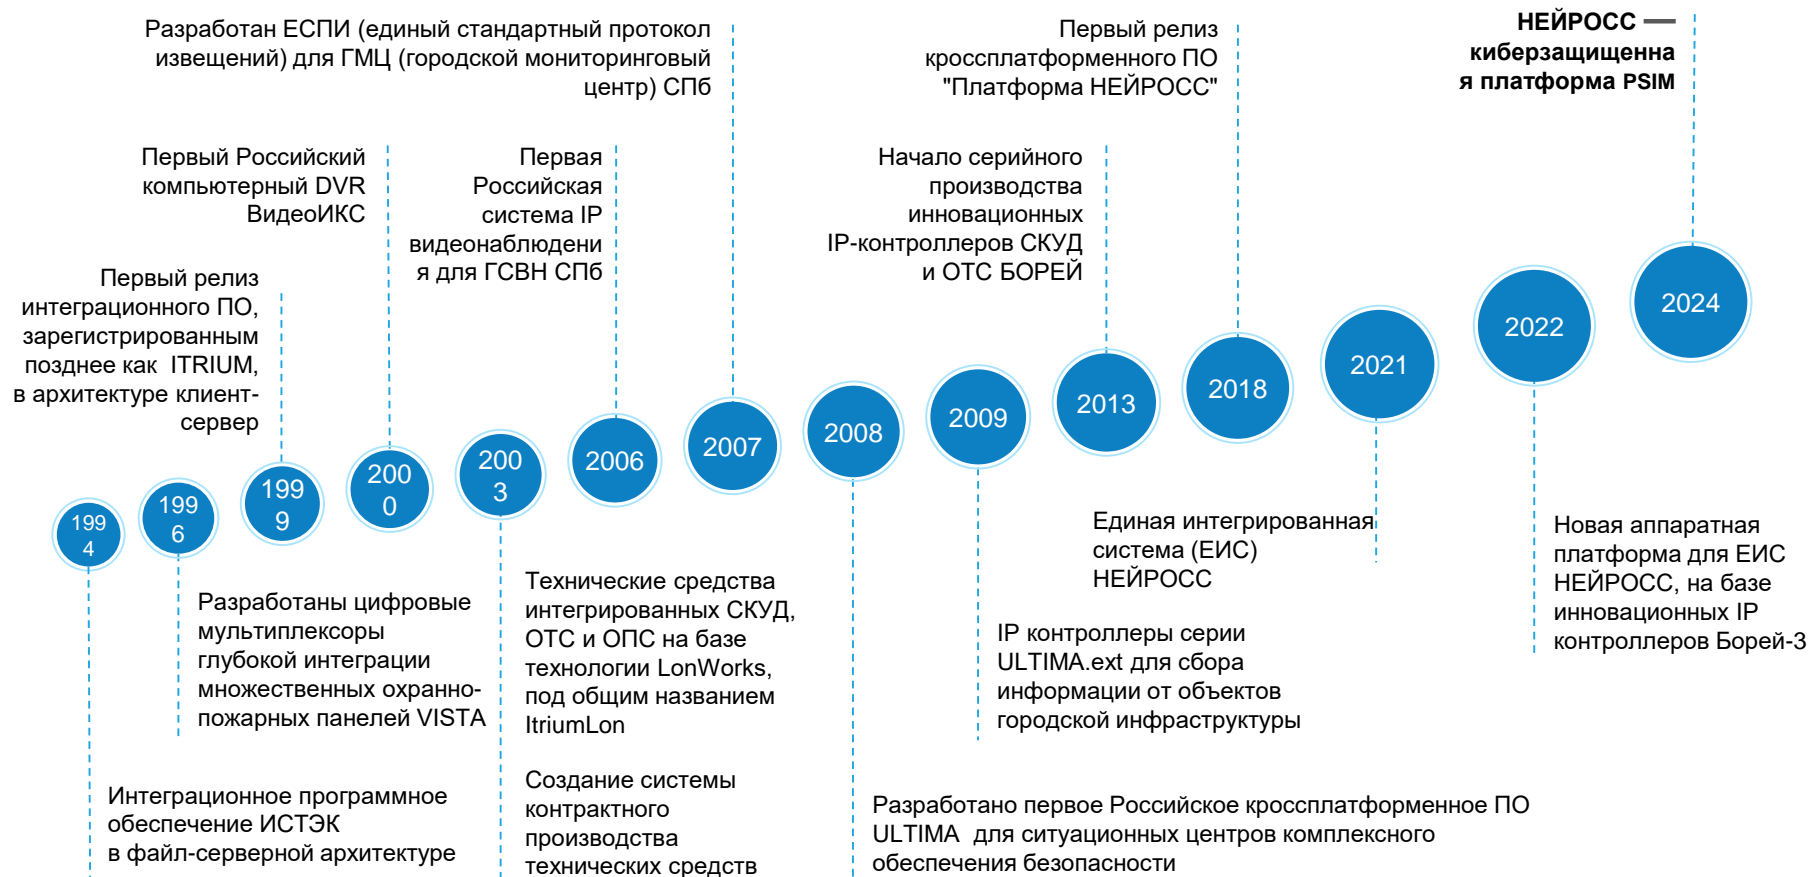 Разработан ЕСПИ (единый стандартный протокол
извещений) для ГМЦ (городской мониторинговый
центр) СПб
Первый релиз
кроссплатформенного ПО
"Платформа НЕЙРОСС"
НЕЙРОСС —
киберзащищенна
я платформа PSIM
Первый Российский
компьютерный DVR
ВидеоИКС
Первая
Российская
система IP
видеонаблюдени
я для ГСВН СПб
Начало серийного
производства
инновационных
IP-контроллеров СКУД
и ОТС БОРЕЙ
Первый релиз
интеграционного ПО,
зарегистрированным
позднее как ITRIUM,
в архитектуре клиент-
сервер
199
4
199
6
199
9
200
0
200
3
2006
2007
2008
2009
2013
2018
2021
2022
2024
Интеграционное программное
обеспечение ИСТЭК
в файл-серверной архитектуре
Разработаны цифровые
мультиплексоры
глубокой интеграции
множественных охранно-
пожарных панелей VISTA
Технические средства
интегрированных СКУД,
ОТС и ОПС на базе
технологии LonWorks,
под общим названием
ItriumLon
Создание системы
контрактного
производства
технических средств
Разработано первое Российское кроссплатформенное ПО
ULTIMA для ситуационных центров комплексного
обеспечения безопасности
IP контроллеры серии
ULTIMA.ext для сбора
информации от объектов
городской инфраструктуры
Единая интегрированная
система (ЕИС)
НЕЙРОСС
Новая аппаратная
платформа для ЕИС
НЕЙРОСС, на базе
инновационных IP
контроллеров Борей-3